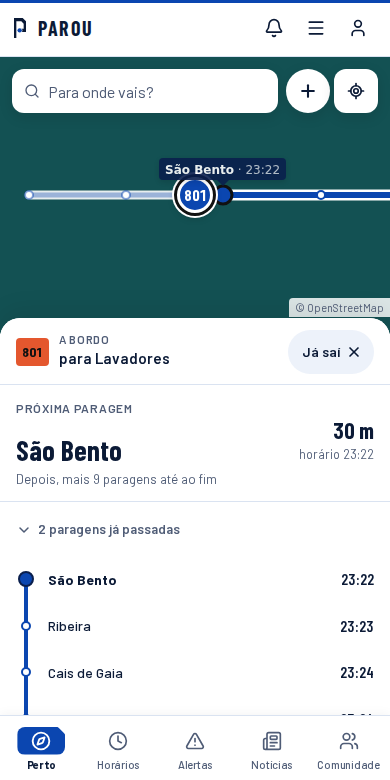 PAROU
Para onde vais?
São Bento · 23:22
801
© OpenStreetMap
801
A BORDO
para Lavadores
Já saí
PRÓXIMA PARAGEM
São Bento
30 m
horário 23:22
Depois, mais 9 paragens até ao fim
2 paragens já passadas
São Bento 23:22
Ribeira 23:23
Cais de Gaia 23:24
Perto
Horários
Alertas
Notícias
Comunidade